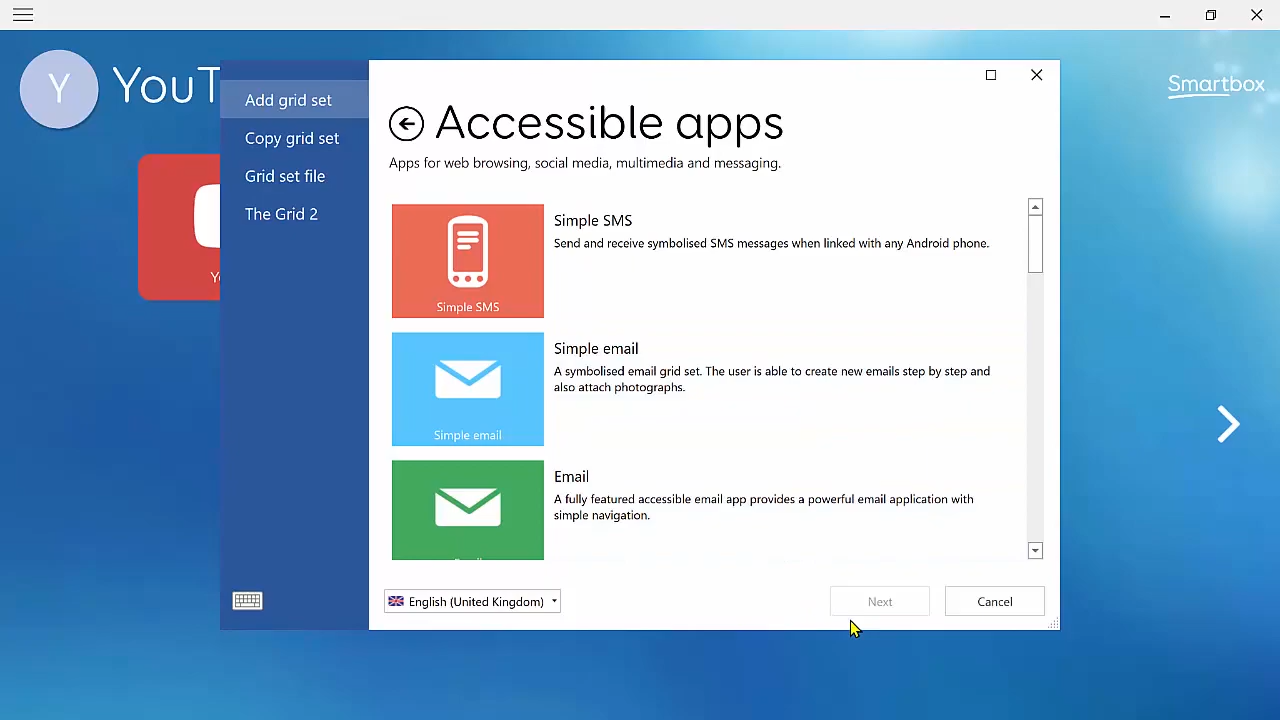 Y YouT
Smartbox
Add grid set
Copy grid set
Grid set file
The Grid 2
Accessible apps
Apps for web browsing, social media, multimedia and messaging.
Simple SMS
Simple SMS
Send and receive symbolised SMS messages when linked with any Android phone.
Simple email
Simple email
A symbolised email grid set. The user is able to create new emails step by step and
also attach photographs.
Email
A fully featured accessible email app provides a powerful email application with
simple navigation.
English (United Kingdom)
Next
Cancel